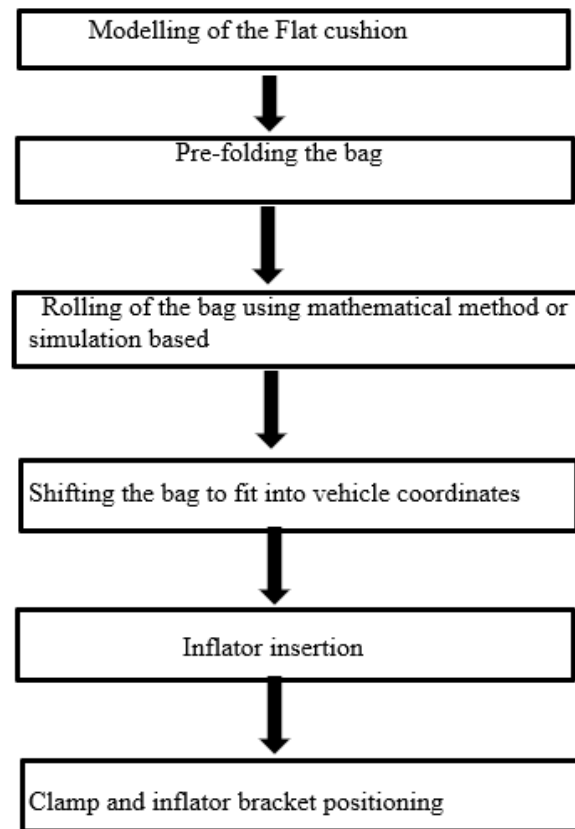 Modelling of the Flat cushion
Pre-folding the bag
Rolling of the bag using mathematical method or
simulation based
Shifting the bag to fit into vehicle coordinates
Inflator insertion
Clamp and inflator bracket positioning